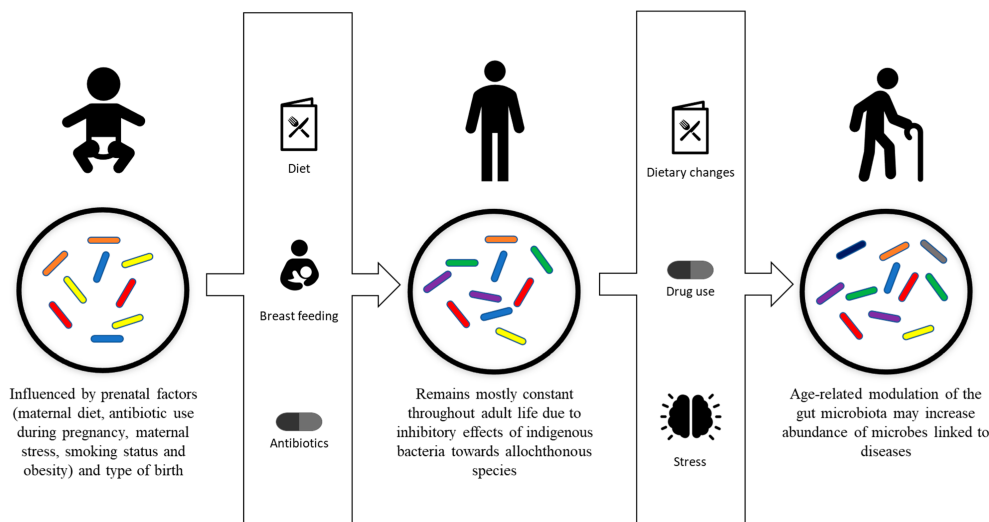 Diet
Breast feeding
Antibiotics
Dietary changes
Drug use
Stress
Influenced by prenatal factors
(maternal diet, antibiotic use
during pregnancy, maternal
stress, smoking status and
obesity) and type of birth
Remains mostly constant
throughout adult life due to
inhibitory effects of indigenous
bacteria towards allochthonous
species
Age-related modulation of the
gut microbiota may increase
abundance of microbes linked to
diseases